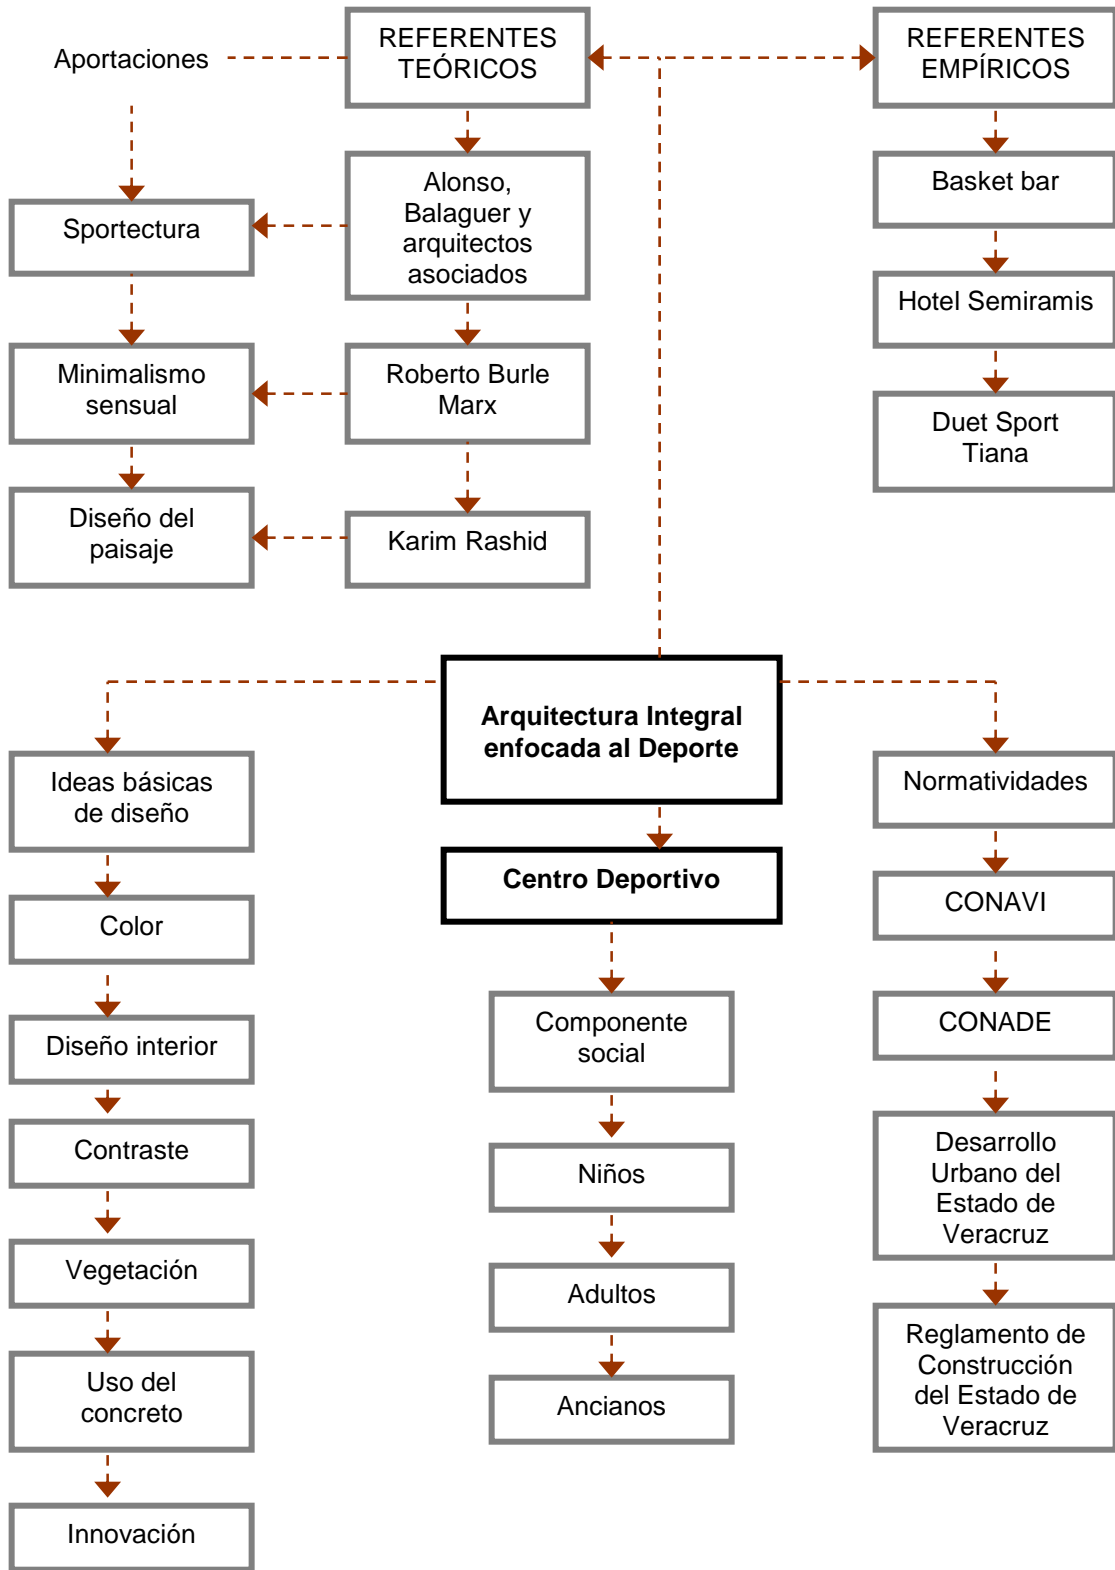 Aportaciones
REFERENTES
TEÓRICOS
REFERENTES
EMPÍRICOS
Alonso,
Balaguer y
arquitectos
asociados
Basket bar
Sportectura
Hotel Semiramis
Minimalismo
sensual
Roberto Burle
Marx
Duet Sport
Tiana
Diseño del
paisaje
Karim Rashid
Arquitectura Integral
enfocada al Deporte
Ideas básicas
de diseño
Normatividades
Centro Deportivo
Color
CONAVI
Diseño interior
Componente
social
CONADE
Contraste
Niños
Desarrollo
Urbano del
Estado de
Veracruz
Vegetación
Adultos
Uso del
concreto
Ancianos
Reglamento de
Construcción
del Estado de
Veracruz
Innovación